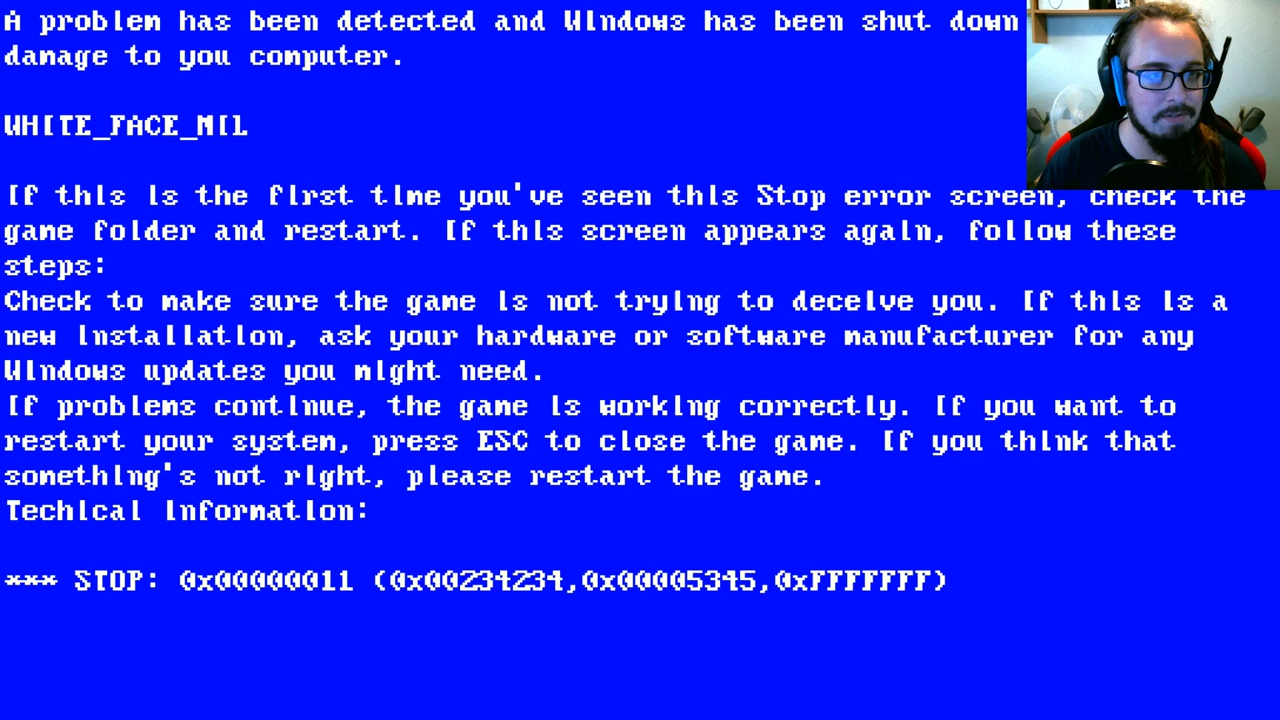 A problem has been detected and Windows has been shut down
damage to you computer.
WHITE_FACE_MIL
If this is the first time you've seen this Stop error screen, check the
game folder and restart. If this screen appears again, follow these
steps:
Check to make sure the game is not trying to deceive you. If this is a
new installation, ask your hardware or software manufacturer for any
Windows updates you might need.
If problems continue, the game is working correctly. If you want to
restart your system, press ESC to close the game. If you think that
something's not right, please restart the game.
Techical information:
*** STOP: 0x00000011 (0x00234234,0x00005345,0xFFFFFFF)